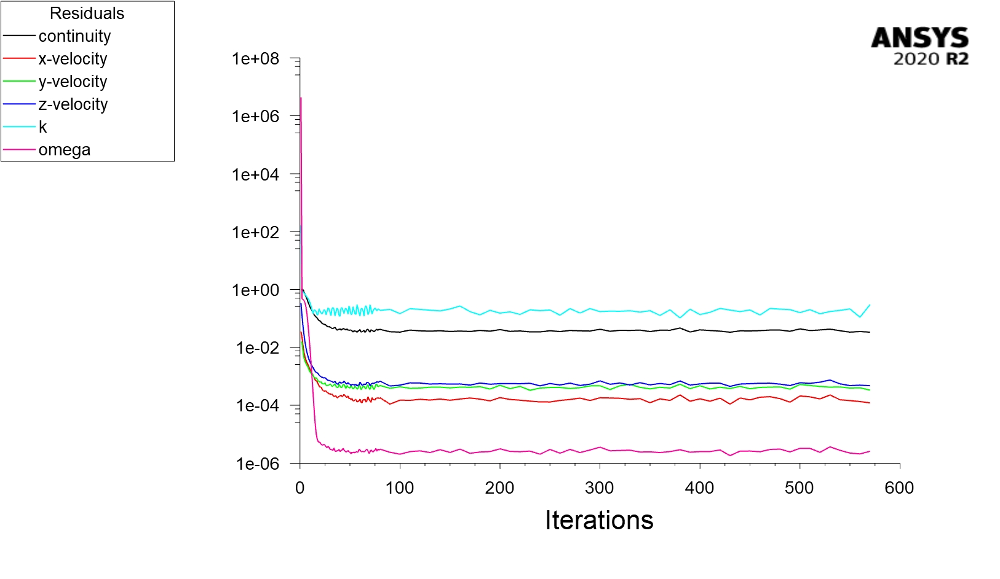 Residuals
continuity
x-velocity
y-velocity
z-velocity
k
omega
ANSYS
2020 R2
1e+08
1e+06
1e+04
1e+02
1e+00
1e-02
1e-04
1e-06
0 100 200 300 400 500 600
Iterations